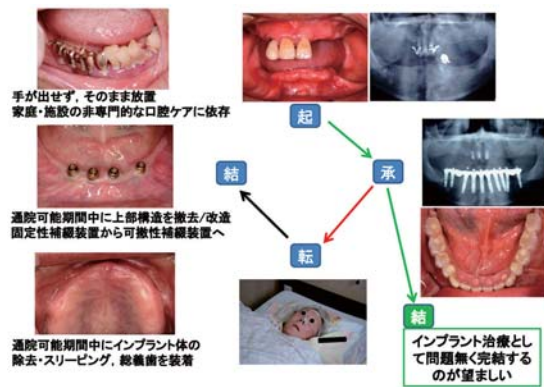 手が出せず，そのまま放置
家庭・施設の非専門的な口腔ケアに依存
通院可能期間中に上部構造を撤去/改造
固定性補綴装置から可撤性補綴装置へ
通院可能期間中にインプラント体の
除去・スリーピング，総義歯を装着
起
承
結
転
結
インプラント治療として
問題無く完結する
のが望ましい